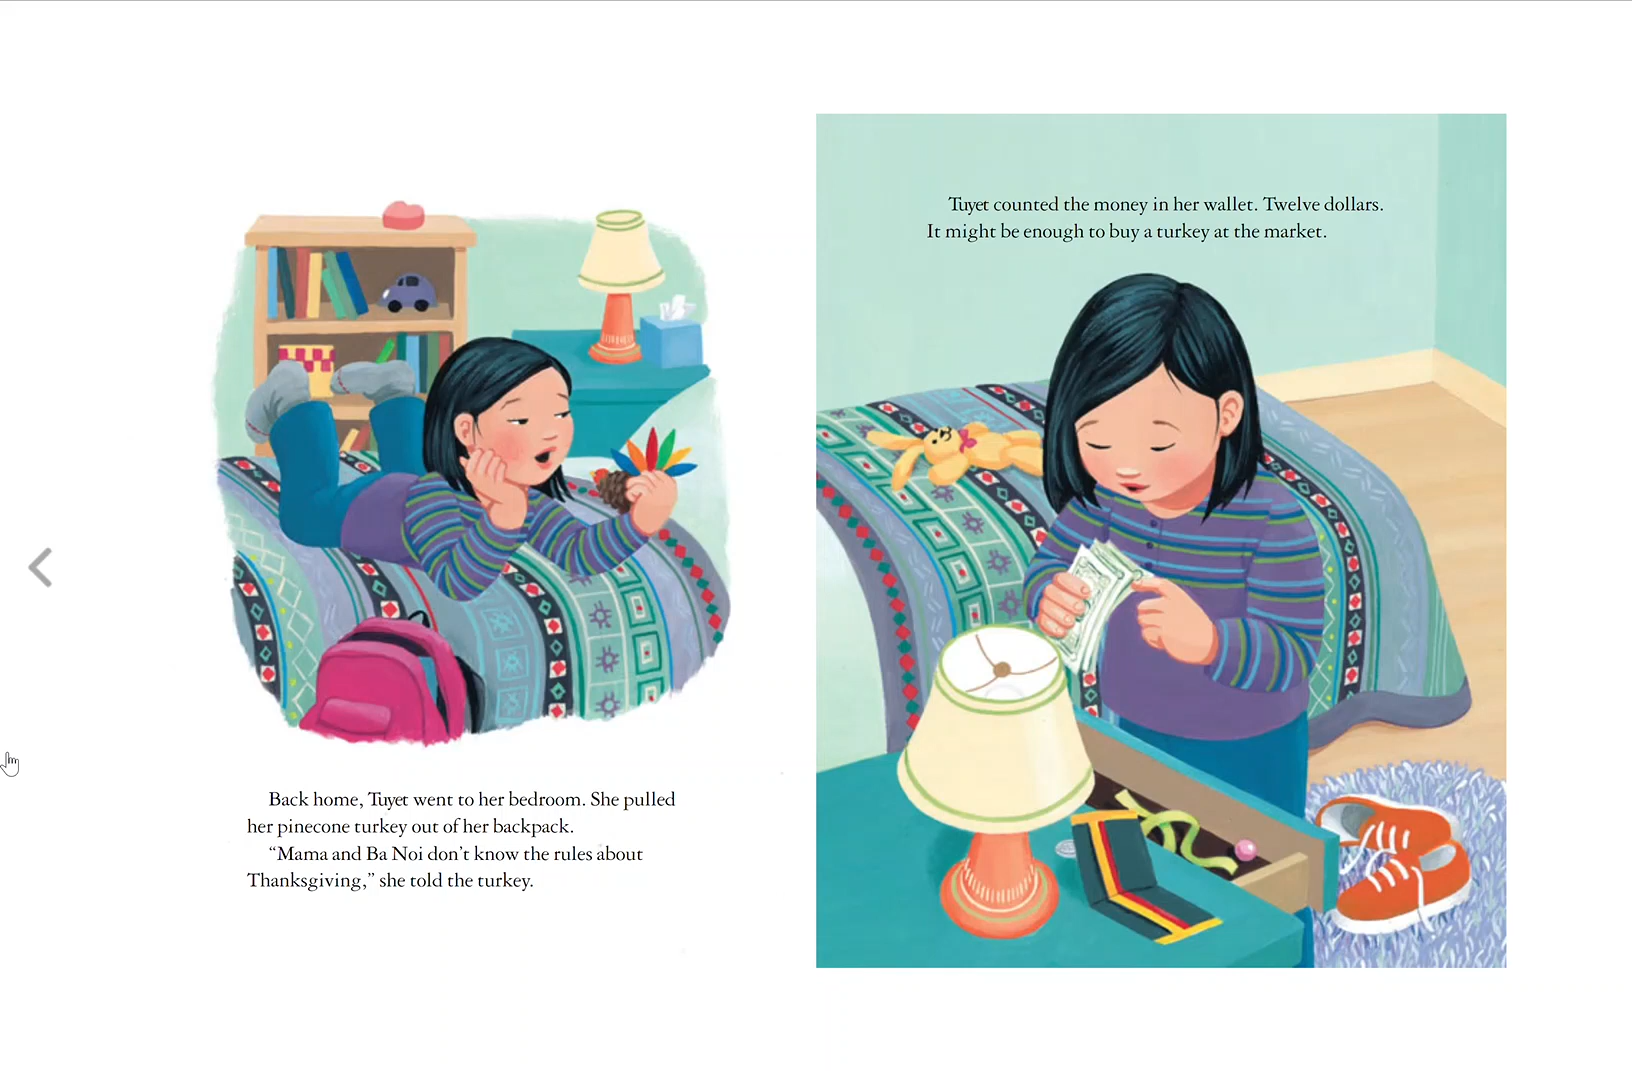 Back home, Tuyet went to her bedroom. She pulled
her pinecone turkey out of her backpack.
“Mama and Ba Noi don’t know the rules about
Thanksgiving,” she told the turkey.
Tuyet counted the money in her wallet. Twelve dollars.
It might be enough to buy a turkey at the market.